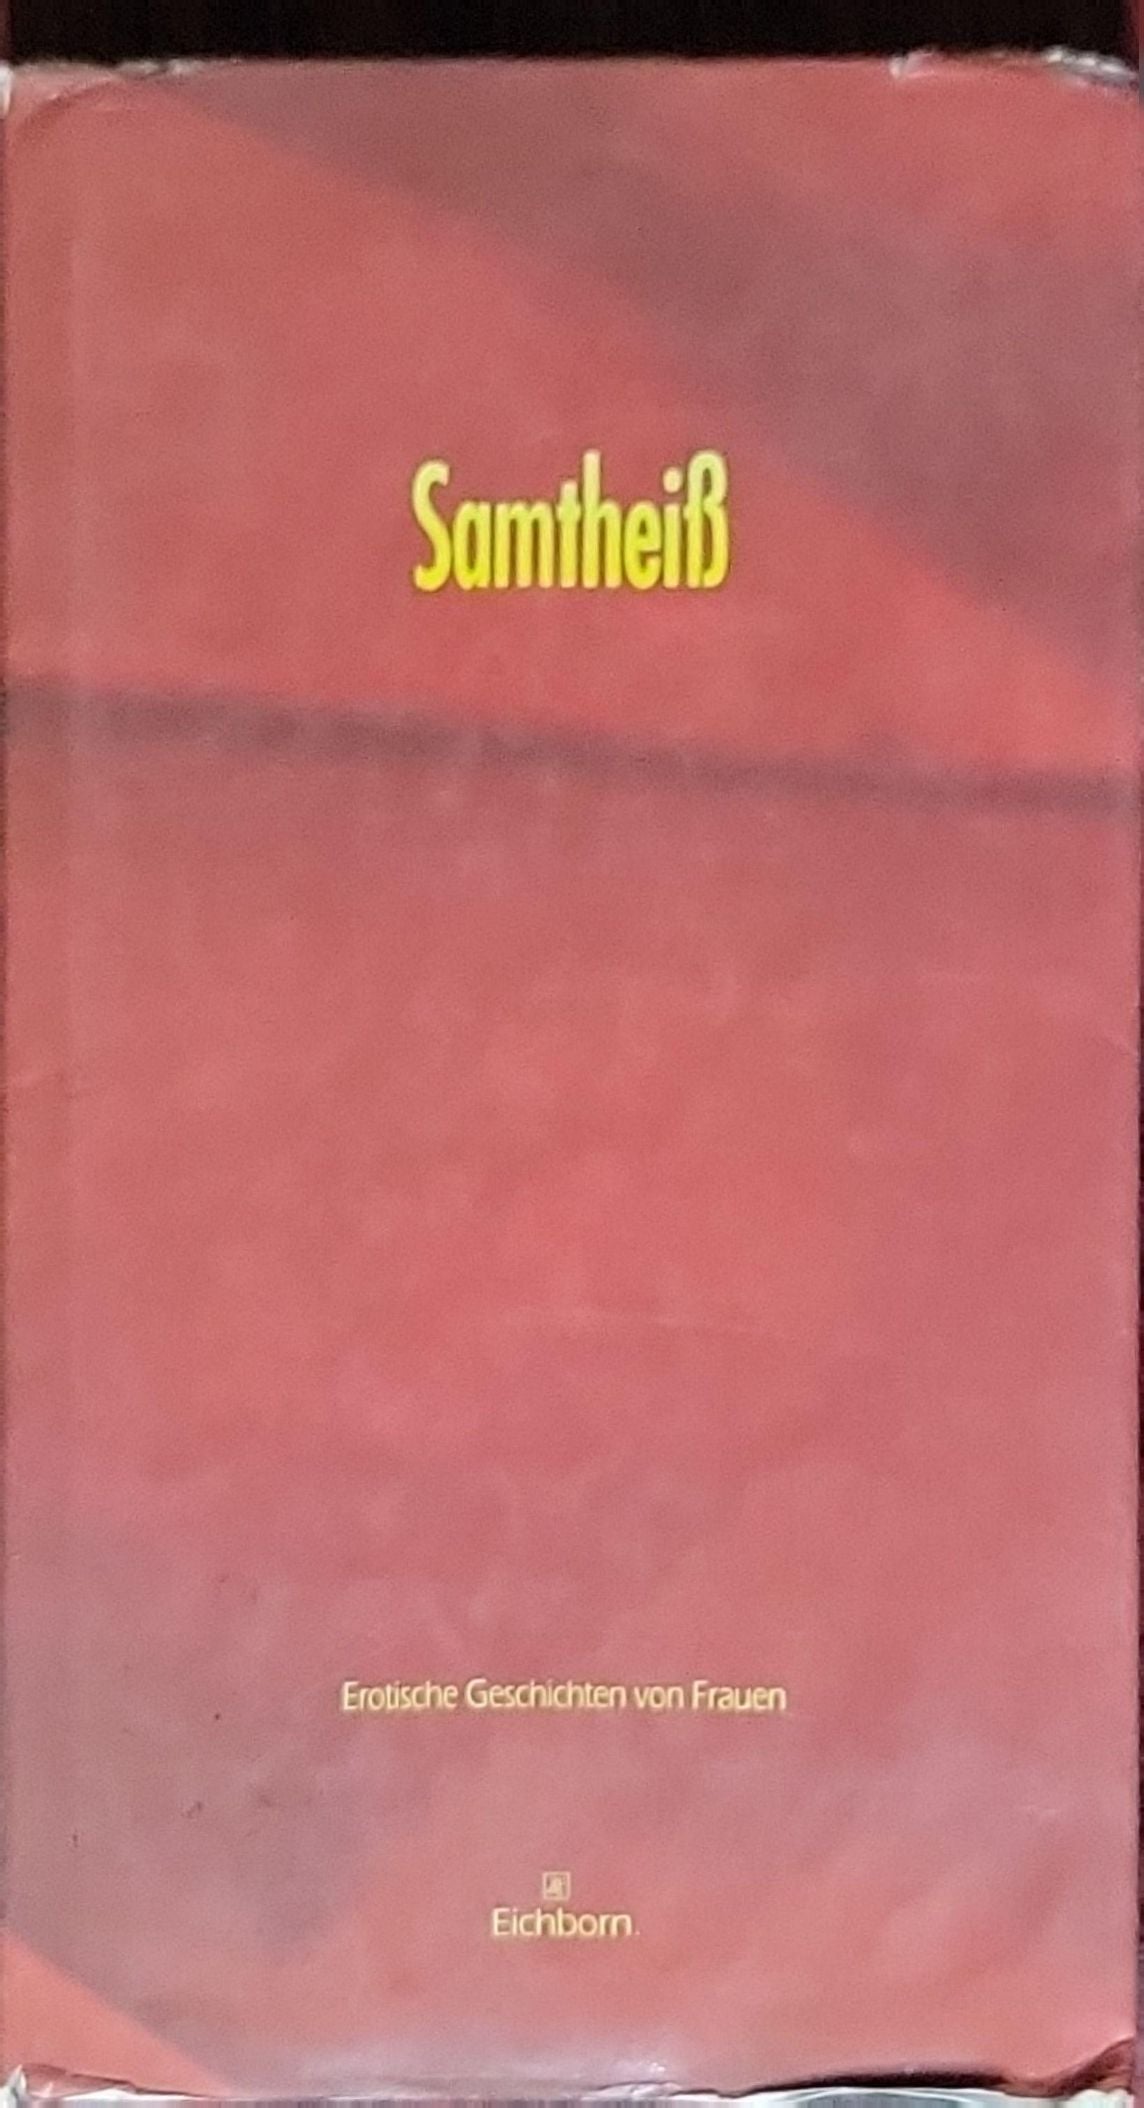 Samtheiß
Erotische Geschichten von Frauen
Eichborn.